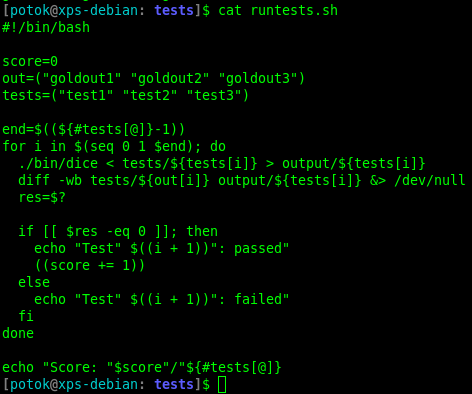 [potok@xps-debian: tests]$ cat runtests.sh
#!/bin/bash

score=0
out=("goldout1" "goldout2" "goldout3")
tests=("test1" "test2" "test3")

end=$((${#tests[@]}-1))
for i in $(seq 0 1 $end); do
  ./bin/dice < tests/${tests[i]} > output/${tests[i]}
  diff -wb tests/${out[i]} output/${tests[i]} &> /dev/null
  res=$?

  if [[ $res -eq 0 ]]; then
    echo "Test" $((i + 1))": passed"
    ((score += 1))
  else
    echo "Test" $((i + 1))": failed"
  fi
done

echo "Score: "$score"/"${#tests[@]}
[potok@xps-debian: tests]$